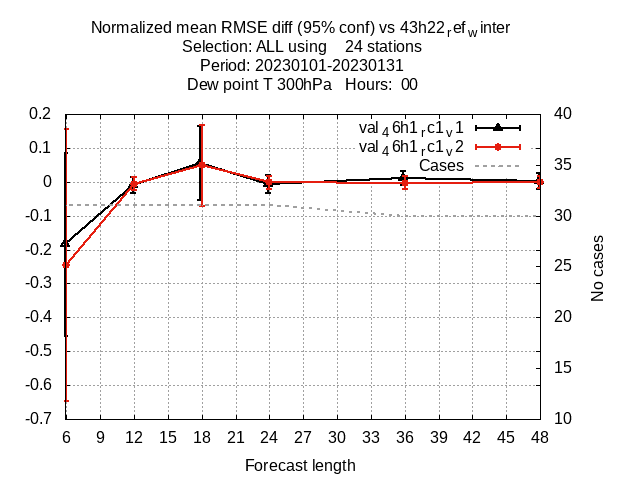 Normalized mean RMSE diff (95% conf) vs 43h22refwinter
Selection: ALL using 24 stations
Period: 20230101-20230131
Dew point T 300hPa Hours: 00
val46h1rc1v1
val46h1rc1v2
Cases
0.2
0.1
0
-0.1
-0.2
-0.3
-0.4
-0.5
-0.6
-0.7
40
35
30
25
20
15
10
No cases
6 9 12 15 18 21 24 27 30 33 36 39 42 45 48
Forecast length